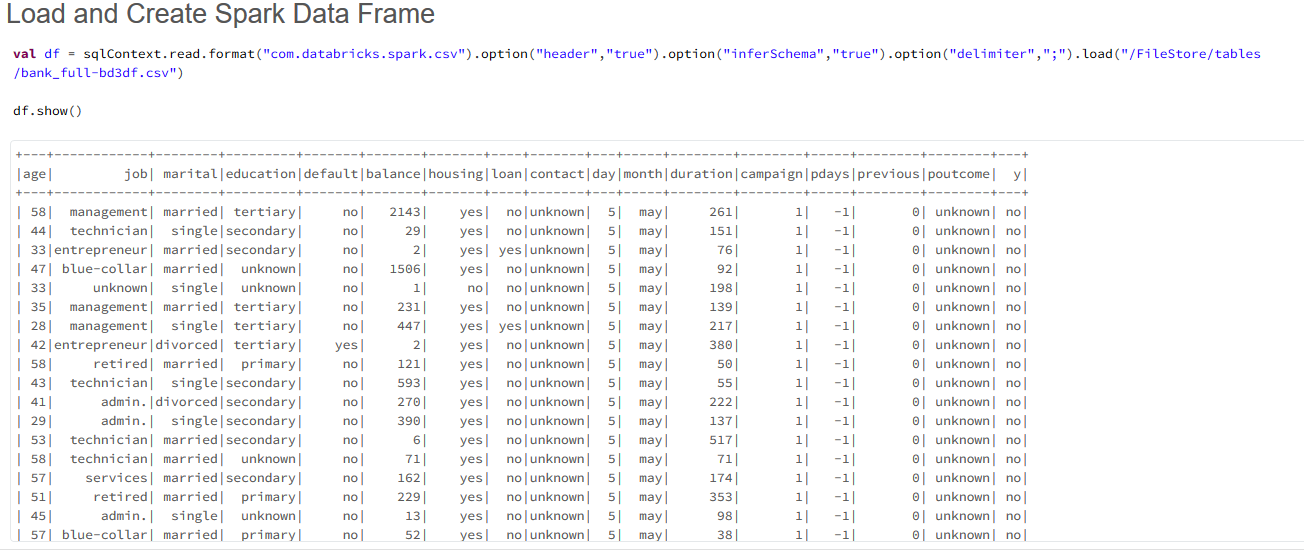 Load and Create Spark Data Frame
val df = sqlContext.read.format("com.databricks.spark.csv").option("header","true").option("inferSchema","true").option("delimiter",";").load("/FileStore/tables
/bank_full-bd3df.csv")
df.show()
+---+------------+--------+---------+-------+-------+-------+----+-------+---+-----+--------+--------+-----+--------+--------+---+
|age|         job| marital|education|default|balance|housing|loan|contact|day|month|duration|campaign|pdays|previous|poutcome|  y|
+---+------------+--------+---------+-------+-------+-------+----+-------+---+-----+--------+--------+-----+--------+--------+---+
| 58|  management| married| tertiary|     no|   2143|    yes|  no|unknown|  5|  may|     261|       1|   -1|       0| unknown| no|
| 44|  technician|  single|secondary|     no|     29|    yes|  no|unknown|  5|  may|     151|       1|   -1|       0| unknown| no|
| 33|entrepreneur| married|secondary|     no|      2|    yes| yes|unknown|  5|  may|      76|       1|   -1|       0| unknown| no|
| 47| blue-collar| married|  unknown|     no|   1506|    yes|  no|unknown|  5|  may|      92|       1|   -1|       0| unknown| no|
| 33|     unknown|  single|  unknown|     no|      1|     no|  no|unknown|  5|  may|     198|       1|   -1|       0| unknown| no|
| 35|  management| married| tertiary|     no|    231|    yes|  no|unknown|  5|  may|     139|       1|   -1|       0| unknown| no|
| 28|  management|  single| tertiary|     no|    447|    yes| yes|unknown|  5|  may|     217|       1|   -1|       0| unknown| no|
| 42|entrepreneur|divorced| tertiary|    yes|      2|    yes|  no|unknown|  5|  may|     380|       1|   -1|       0| unknown| no|
| 58|     retired| married|  primary|     no|    121|    yes|  no|unknown|  5|  may|      50|       1|   -1|       0| unknown| no|
| 43|  technician|  single|secondary|     no|    593|    yes|  no|unknown|  5|  may|      55|       1|   -1|       0| unknown| no|
| 41|      admin.|divorced|secondary|     no|    270|    yes|  no|unknown|  5|  may|     222|       1|   -1|       0| unknown| no|
| 29|      admin.|  single|secondary|     no|    390|    yes|  no|unknown|  5|  may|     137|       1|   -1|       0| unknown| no|
| 53|  technician| married|secondary|     no|      6|    yes|  no|unknown|  5|  may|     517|       1|   -1|       0| unknown| no|
| 58|  technician| married|  unknown|     no|     71|    yes|  no|unknown|  5|  may|      71|       1|   -1|       0| unknown| no|
| 57|    services| married|secondary|     no|    162|    yes|  no|unknown|  5|  may|     174|       1|   -1|       0| unknown| no|
| 51|     retired| married|  primary|     no|    229|    yes|  no|unknown|  5|  may|     353|       1|   -1|       0| unknown| no|
| 45|      admin.|  single|  unknown|     no|     13|    yes|  no|unknown|  5|  may|      98|       1|   -1|       0| unknown| no|
| 57| blue-collar| married|  primary|     no|     52|    yes|  no|unknown|  5|  may|      38|       1|   -1|       0| unknown| no|